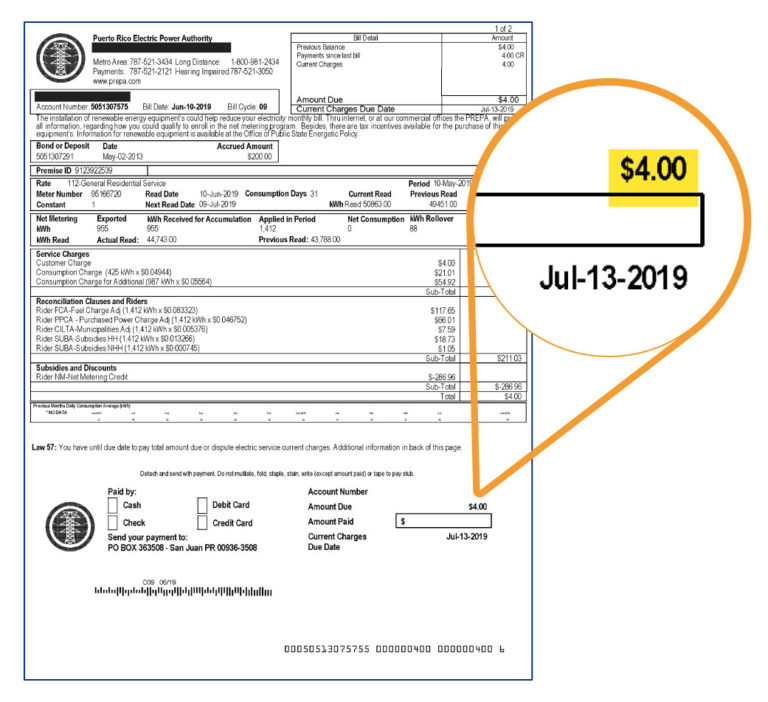 1 of 2
Puerto Rico Electric Power Authority
Bill Detail Amount
Previous Balance $4.00
Payments since last bill 4.00 CR
Current Charges 4.00
Metro Area: 787-521-3434 Long Distance: 1-800-981-2434
Payments: 787-521-2121 Hearing Impaired 787-521-3050
www.prepa.com
Amount Due $4.00
Current Charges Due Date Jul-13-2019
Account Number: 5051307575 Bill Date: Jun-10-2019 Bill Cycle: 09
The installation of renewable energy equipment's could help reduce your electricity monthly bill. Thru internet, or at our commercial offices the PREPA, will pro
all information, regarding how you could qualify to enroll in the net metering program. Besides, there are tax incentives available for the purchase of this
equipment's. Information for renewable equipment is available at the Office of Public State Energetic Policy.
Bond or Deposit Date Accrued Amount
5051307291 May-02-2013 $200.00
Premise ID 9123922539
Rate 112-General Residential Service Period 10-May-2019
Meter Number 95166720 Read Date 10-Jun-2019 Consumption Days 31 Current Read Previous Read
Constant 1 Next Read Date 09-Jul-2019 kWh Read 50863.00 49451.00
Net Metering Exported kWh Received for Accumulation Applied in Period Net Consumption kWh Rollover
kWh 955 955 1,412 0 88
kWh Read Actual Read: 44,743.00 Previous Read: 43,788.00
Service Charges
Customer Charge $4.00
Consumption Charge (425 kWh x $0.04944) $21.01
Consumption Charge for Additional (987 kWh x $0.05564) $54.92
Sub-Total
Reconciliation Clauses and Riders
Rider FCA-Fuel Charge Adj (1,412 kWh x $0.083323) $117.65
Rider PPCA - Purchased Power Charge Adj (1,412 kWh x $0.046752) $66.01
Rider CILTA-Municipalities Adj (1,412 kWh x $0.005376) $7.59
Rider SUBA-Subsidies HH (1,412 kWh x $0.013266) $18.73
Rider SUBA-Subsidies NHH (1,412 kWh x $0.000745) $1.05
Sub-Total $211.03
Subsidies and Discounts
Rider NM-Net Metering Credit $-286.96
Sub-Total $-286.96
Total $4.00
Previous Months Daily Consumption Average (kWh)
* NO DATA
Law 57: You have until due date to pay total amount due or dispute electric service current charges. Additional information in back of this page.
Detach and send with payment. Do not mutilate, fold, staple, stain, write (except amount paid) or tape to pay stub.
Paid by: Account Number
Cash Debit Card Amount Due $4.00
Check Credit Card Amount Paid $
Send your payment to: Current Charges Jul-13-2019
PO BOX 363508 - San Juan PR 00936-3508 Due Date
C09 06/19
00050513075755 000000400 000000400 6
$4.00
Jul-13-2019